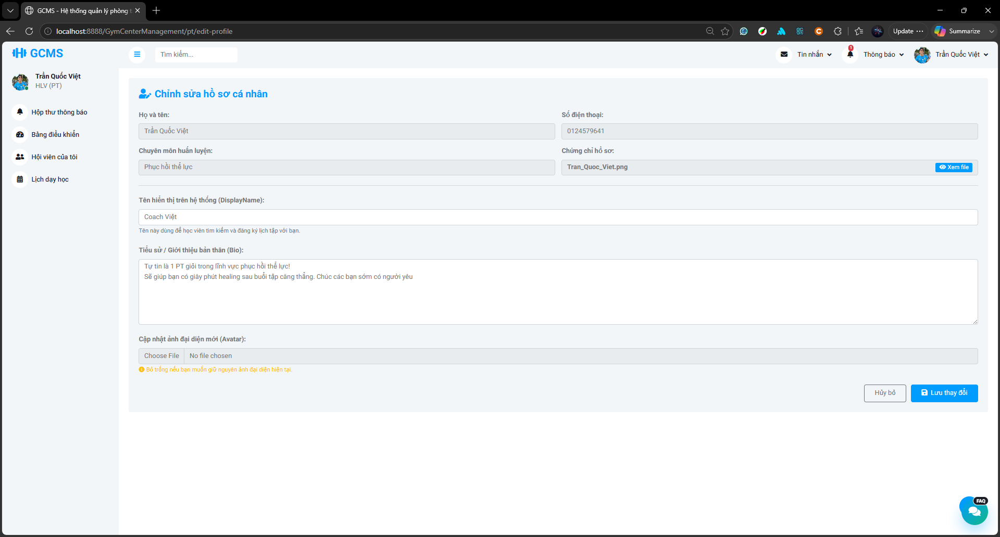 GCMS - Hệ thống quản lý phòng t
localhost:8888/GymCenterManagement/pt/edit-profile
Update
Summarize
GCMS
Tìm kiếm...
Tin nhắn
1
Thông báo
Trần Quốc Việt
Trần Quốc Việt
HLV (PT)
Hộp thư thông báo
Bảng điều khiển
Hội viên của tôi
Lịch dạy học
Chỉnh sửa hồ sơ cá nhân
Họ và tên:
Số điện thoại:
Trần Quốc Việt
0124579641
Chuyên môn huấn luyện:
Chứng chỉ hồ sơ:
Phục hồi thể lực
Tran_Quoc_Viet.png
Xem file
Tên hiển thị trên hệ thống (DisplayName):
Coach Việt
Tên này dùng để học viên tìm kiếm và đăng ký lịch tập với bạn.
Tiểu sử / Giới thiệu bản thân (Bio):
Tự tin là 1 PT giỏi trong lĩnh vực phục hồi thể lực!
Sẽ giúp bạn có giây phút healing sau buổi tập căng thẳng. Chúc các bạn sớm có người yêu
Cập nhật ảnh đại diện mới (Avatar):
Choose File
No file chosen
Bỏ trống nếu bạn muốn giữ nguyên ảnh đại diện hiện tại.
Hủy bỏ
Lưu thay đổi
FAQ